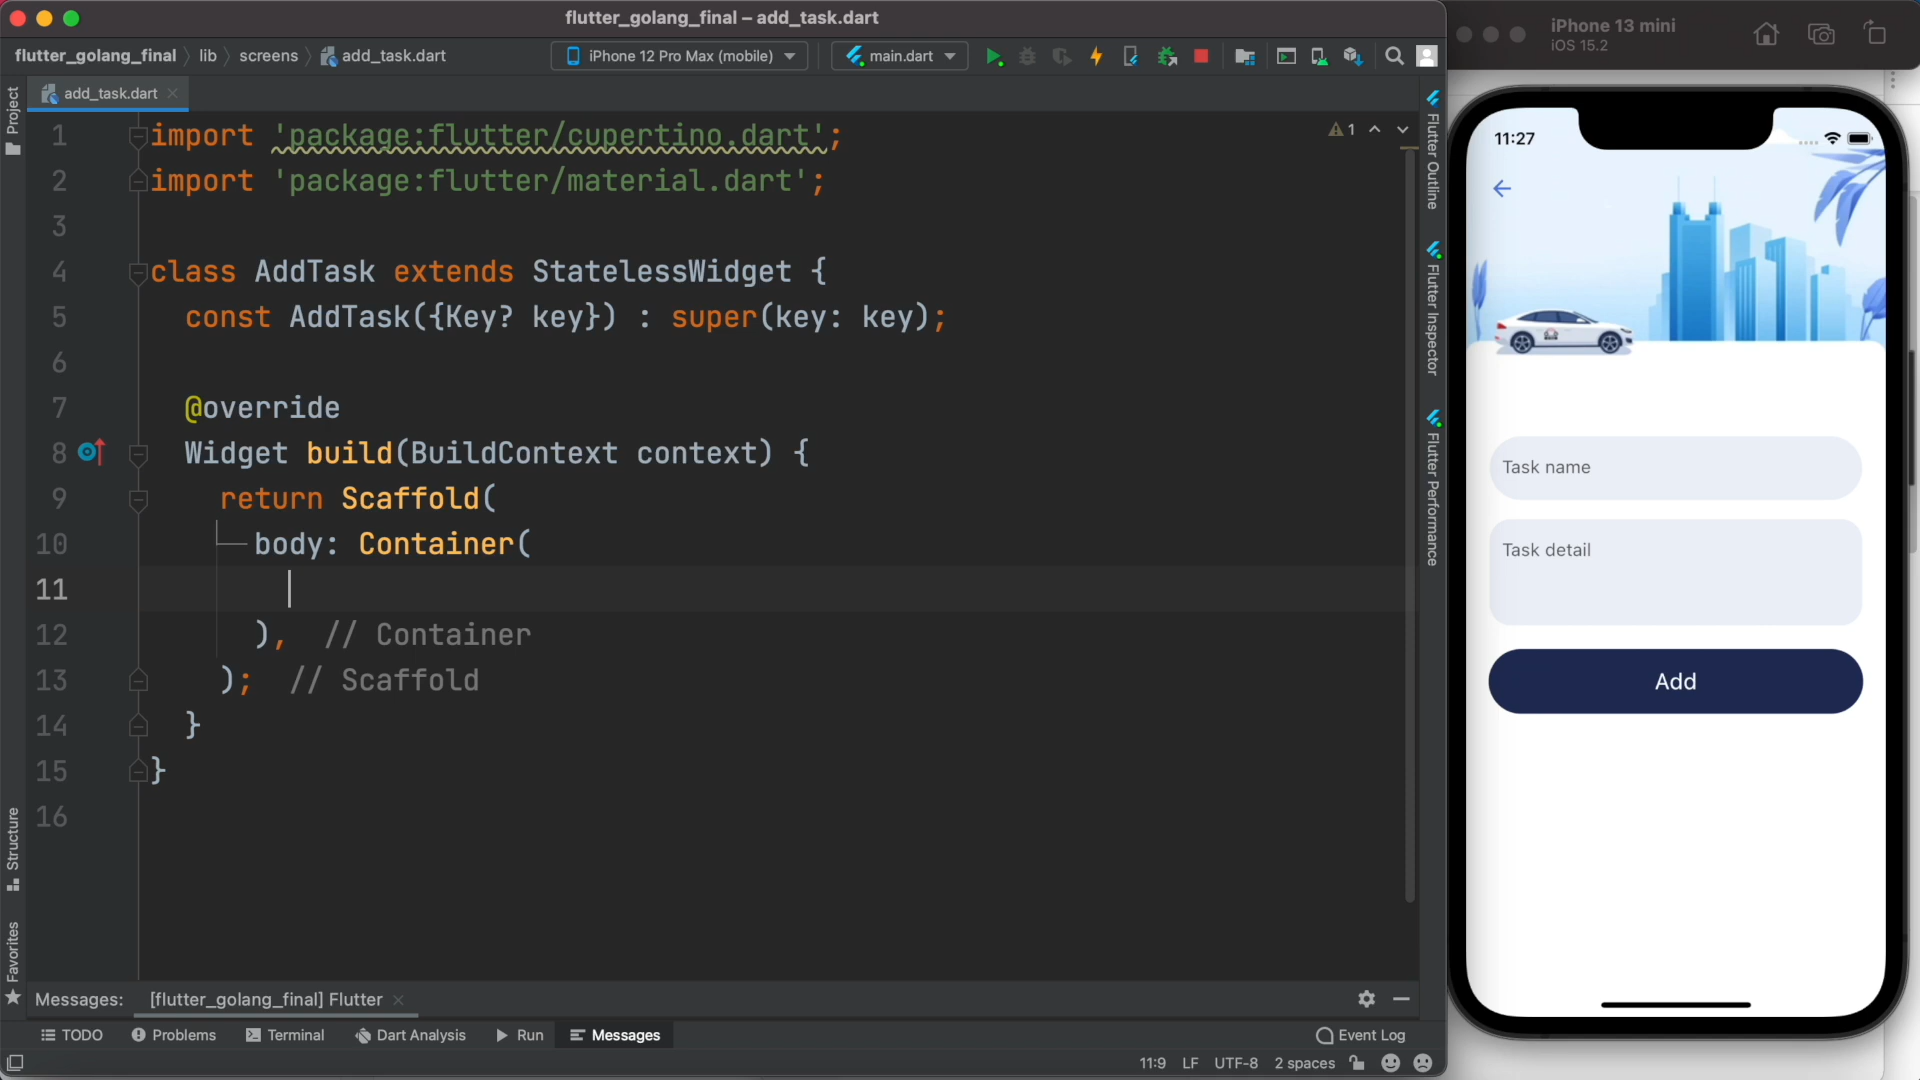 flutter_golang_final – add_task.dart
flutter_golang_final lib screens add_task.dart
iPhone 12 Pro Max (mobile)
main.dart
add_task.dart
Project
Structure
Favorites
1 import 'package:flutter/cupertino.dart';
2 import 'package:flutter/material.dart';
3
4 class AddTask extends StatelessWidget {
5 const AddTask({Key? key}) : super(key: key);
6
7 @override
8 Widget build(BuildContext context) {
9 return Scaffold(
10 body: Container(
11
12 ), // Container
13 ); // Scaffold
14 }
15 }
16
1
Flutter Outline
Flutter Inspector
Flutter Performance
Messages: [flutter_golang_final] Flutter
TODO Problems Terminal Dart Analysis Run Messages Event Log
11:9 LF UTF-8 2 spaces
iPhone 13 mini
iOS 15.2
11:27
Task name
Task detail
Add